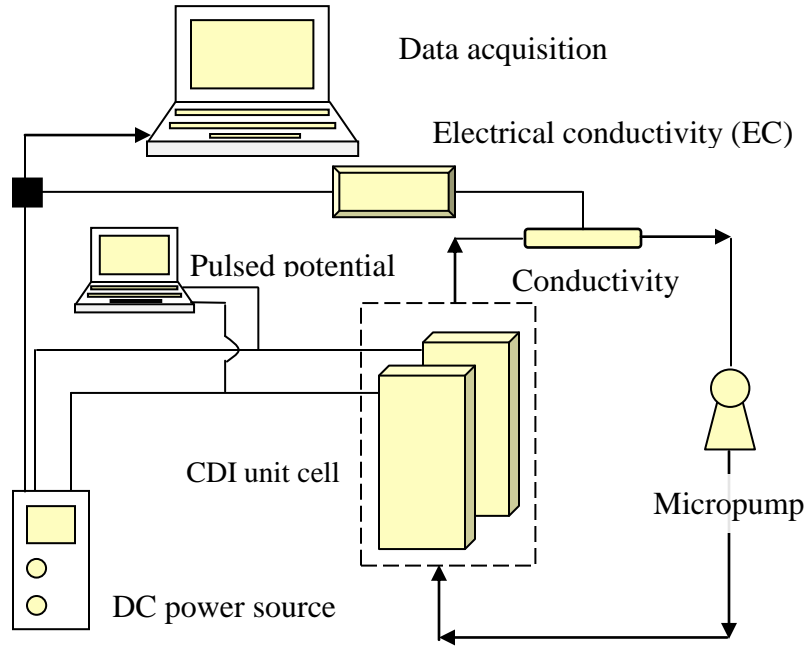 Data acquisition
Electrical conductivity (EC)
Pulsed potential
Conductivity
CDI unit cell
Micropump
DC power source